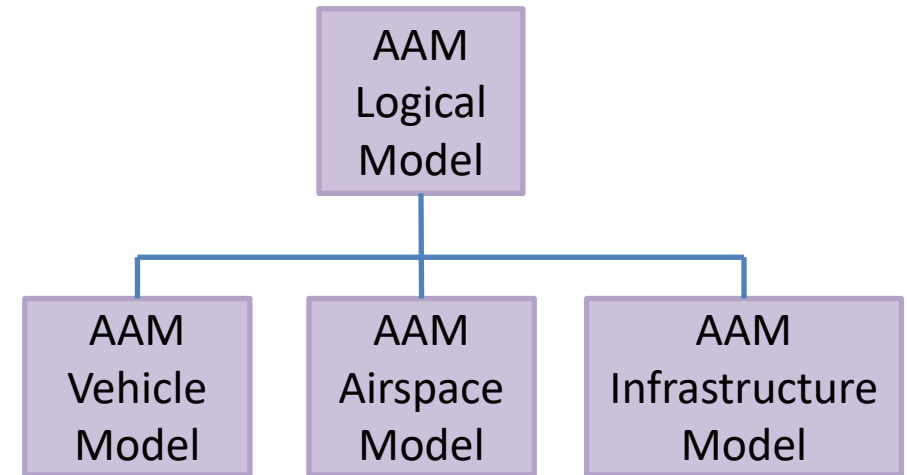 AAM
Logical
Model
AAM
Vehicle
Model
AAM
Airspace
Model
AAM
Infrastructure
Model